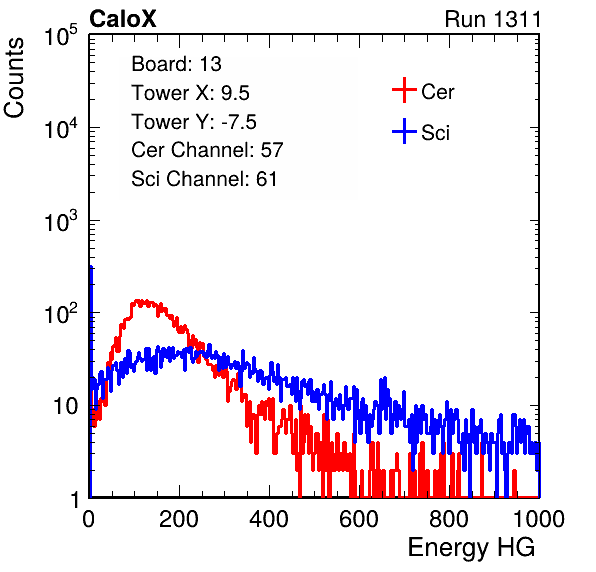 CaloX Run 1311
Counts
10^5
10^4
10^3
10^2
10
1
Board: 13
Tower X: 9.5
Tower Y: -7.5
Cer Channel: 57
Sci Channel: 61
Cer
Sci
0 200 400 600 800 1000
Energy HG